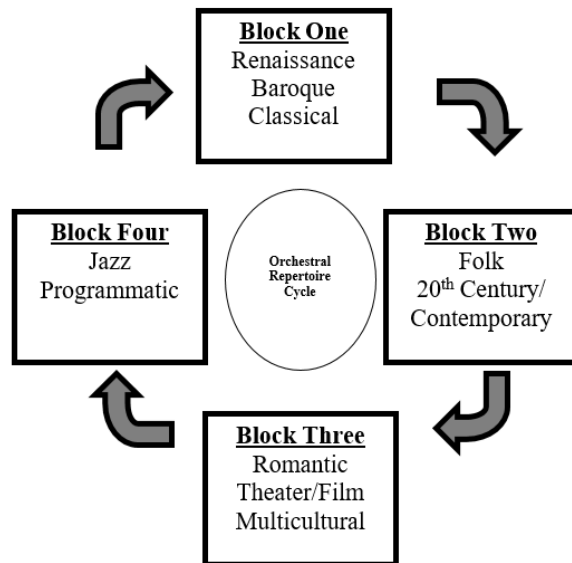 Block One
Renaissance
Baroque
Classical
Block Four
Jazz
Programmatic
Orchestral
Repertoire
Cycle
Block Two
Folk
20th Century/
Contemporary
Block Three
Romantic
Theater/Film
Multicultural